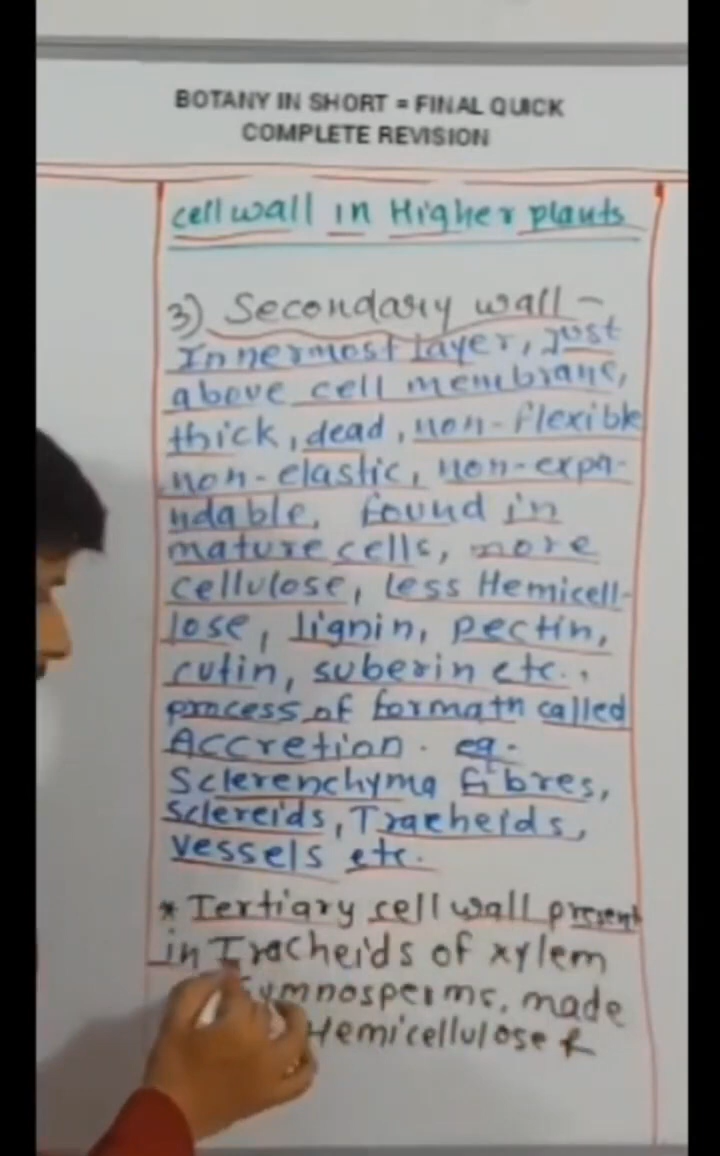 BOTANY IN SHORT = FINAL QUICK
COMPLETE REVISION
cell wall in Higher plants
3) Secondary wall -
Innermost layer, just
above cell membrane,
thick, dead, non-flexible
non-elastic, non-expa-
ndable, found in
mature cells, more
cellulose, less Hemicell-
lose, lignin, pectin,
cutin, suberin etc.,
process of formatn called
Accretion. eg.
Sclerenchyma fibres,
Sclereids, Tracheids,
vessels etc.
* Tertiary cell wall present
in Tracheids of xylem
ymnosperms, made
Hemicellulose &